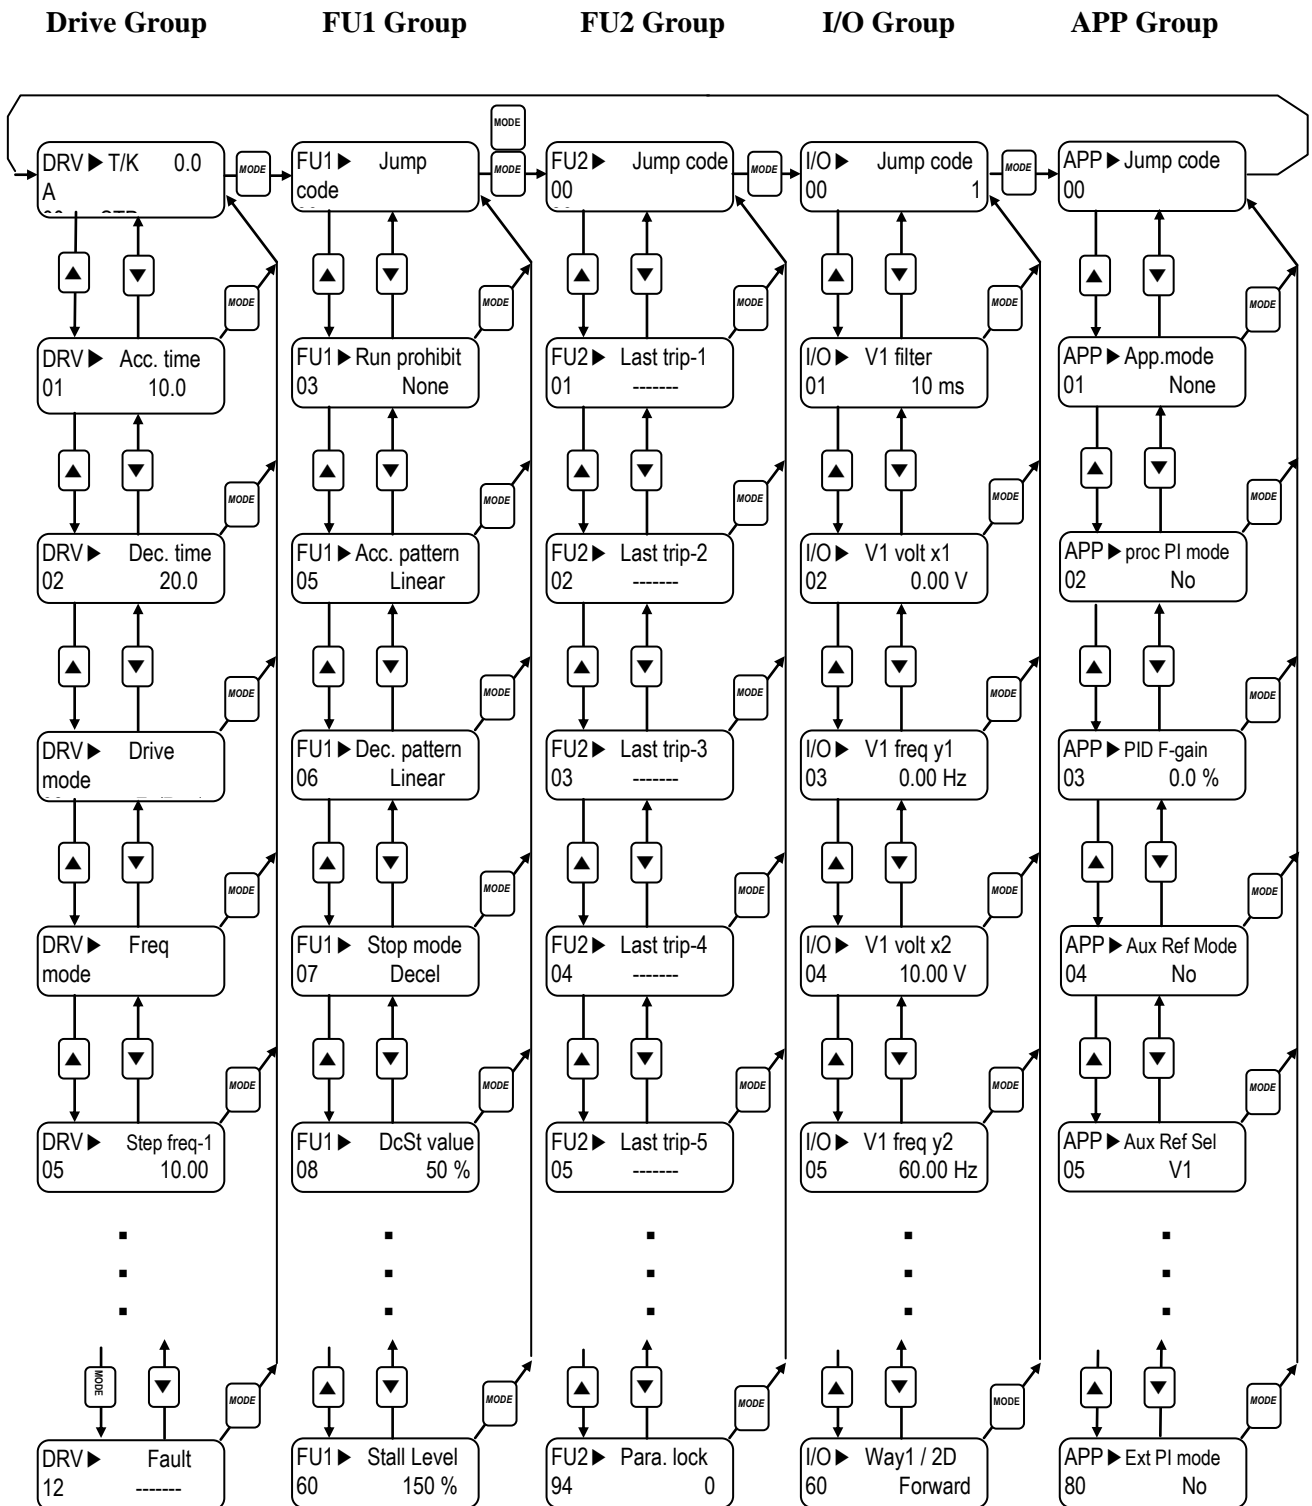 Drive Group FU1 Group FU2 Group I/O Group APP Group
MODE
DRV▶ T/K 0.0 MODE FU1▶ Jump MODE FU2▶ Jump code MODE I/O▶ Jump code MODE APP▶ Jump code
A code 00 00 1 00
▲ ▼ ▲ ▼ ▲ ▼ ▲ ▼ ▲ ▼
MODE MODE MODE MODE MODE
DRV▶ Acc. time FU1▶ Run prohibit FU2▶ Last trip-1 I/O▶ V1 filter APP▶ App.mode
01 10.0 03 None 01 ------- 01 10 ms 01 None
▲ ▼ ▲ ▼ ▲ ▼ ▲ ▼ ▲ ▼
MODE MODE MODE MODE MODE
DRV▶ Dec. time FU1▶ Acc. pattern FU2▶ Last trip-2 I/O▶ V1 volt x1 APP▶ proc PI mode
02 20.0 05 Linear 02 ------- 02 0.00 V 02 No
▲ ▼ ▲ ▼ ▲ ▼ ▲ ▼ ▲ ▼
MODE MODE MODE MODE MODE
DRV▶ Drive FU1▶ Dec. pattern FU2▶ Last trip-3 I/O▶ V1 freq y1 APP▶ PID F-gain
mode 06 Linear 03 ------- 03 0.00 Hz 03 0.0 %
▲ ▼ ▲ ▼ ▲ ▼ ▲ ▼ ▲ ▼
MODE MODE MODE MODE MODE
DRV▶ Freq FU1▶ Stop mode FU2▶ Last trip-4 I/O▶ V1 volt x2 APP▶ Aux Ref Mode
mode 07 Decel 04 ------- 04 10.00 V 04 No
▲ ▼ ▲ ▼ ▲ ▼ ▲ ▼ ▲ ▼
MODE MODE MODE MODE MODE
DRV▶ Step freq-1 FU1▶ DcSt value FU2▶ Last trip-5 I/O▶ V1 freq y2 APP▶ Aux Ref Sel
05 10.00 08 50 % 05 ------- 05 60.00 Hz 05 V1
MODE ▼ ▲ ▼ ▲ ▼ ▲ ▼ ▲ ▼
MODE MODE MODE MODE MODE
DRV▶ Fault FU1▶ Stall Level FU2▶ Para. lock I/O▶ Way1 / 2D APP▶ Ext PI mode
12 ------- 60 150 % 94 0 60 Forward 80 No